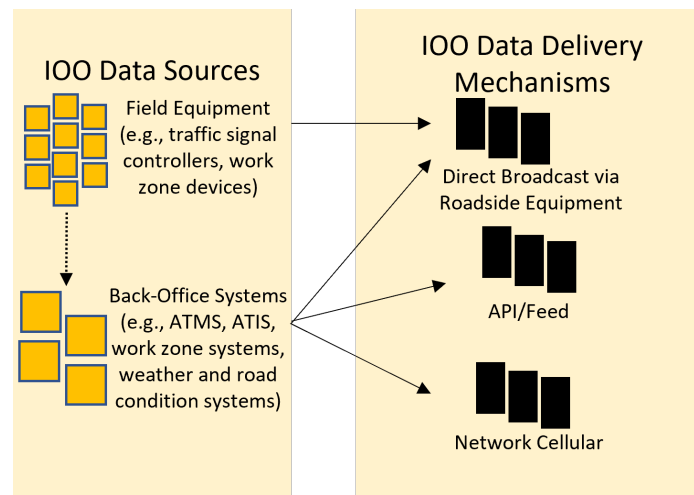 IOO Data Sources
Field Equipment
(e.g., traffic signal
controllers, work
zone devices)
Back-Office Systems
(e.g., ATMS, ATIS,
work zone systems,
weather and road
condition systems)
IOO Data Delivery
Mechanisms
Direct Broadcast via
Roadside Equipment
API/Feed
Network Cellular